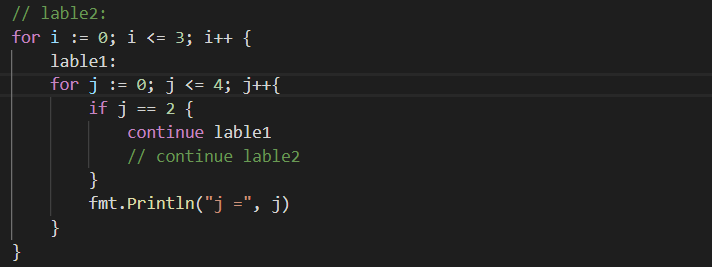 // lable2:
for i := 0; i <= 3; i++ {
lable1:
for j := 0; j <= 4; j++{
if j == 2 {
continue lable1
// continue lable2
}
fmt.Println("j =", j)
}
}